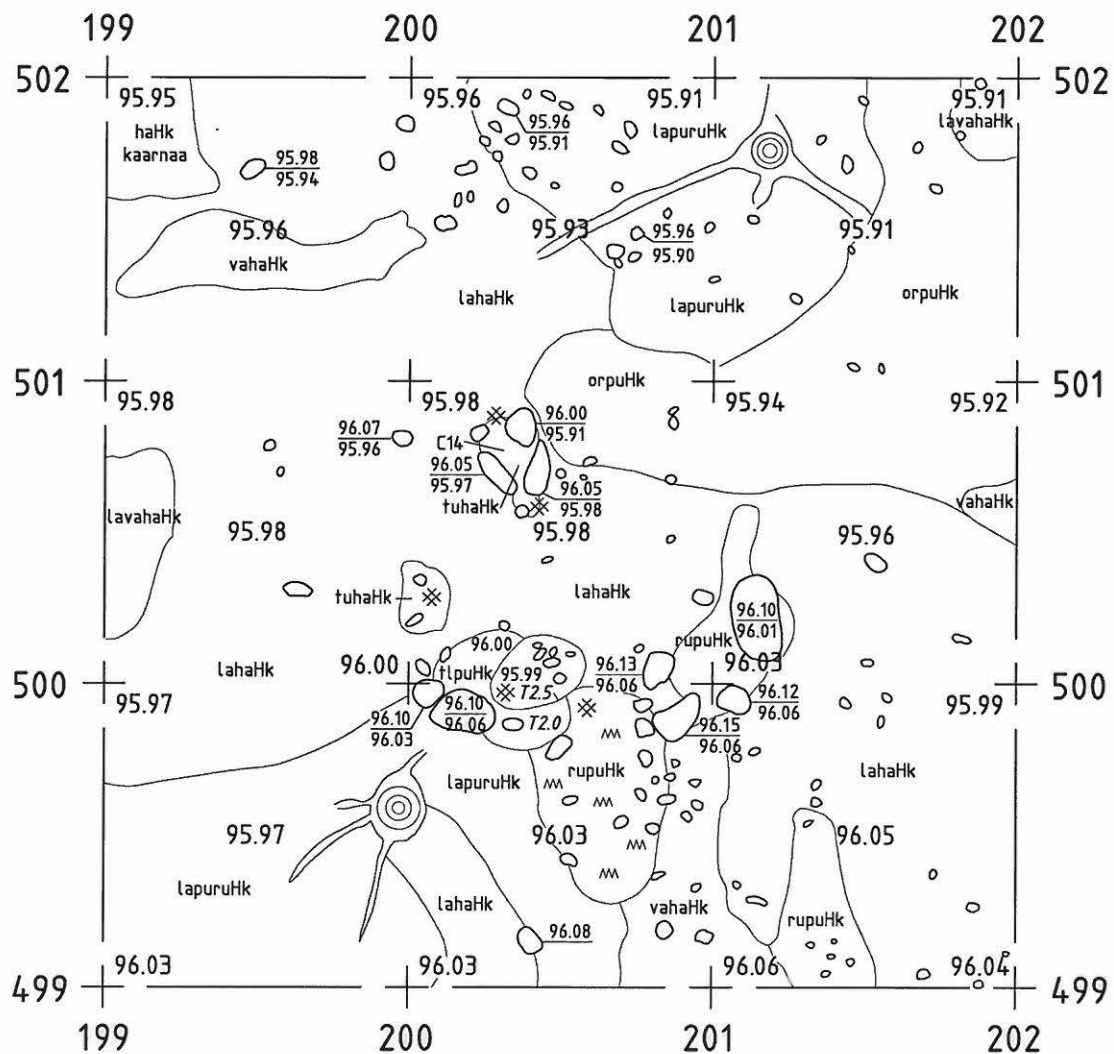 199 200 201 202
502 502
95.95 95.96 95.91 95.91
haHk
kaarnaa
95.98
95.94
95.96
95.91
lapuruHk
lavahaHk
95.96
vahaHk
95.93
95.96
95.90
95.91
lahaHk
lapuruHk
orpuHk
501 501
orpuHk
95.98 95.98 95.94 95.92
96.07
95.96
C14
96.00
95.91
96.05
95.97
tuhaHk
96.05
95.98
lavahaHk
vahaHk
95.98 95.98 95.96
tuhaHk
lahaHk
96.10
96.01
rupuHk
lahaHk
96.00
96.00
tlpuHk
95.99
T2.5
96.13
96.06
96.03
500 500
95.97 95.99
96.10
96.03
96.10
96.06
T2.0
96.12
96.06
96.15
96.06
lapuruHk
rupuHk
lahaHk
95.97 96.03 96.05
lapuruHk
lahaHk
vahaHk
rupuHk
96.08
96.03 96.03 96.06 96.04
499 499
199 200 201 202